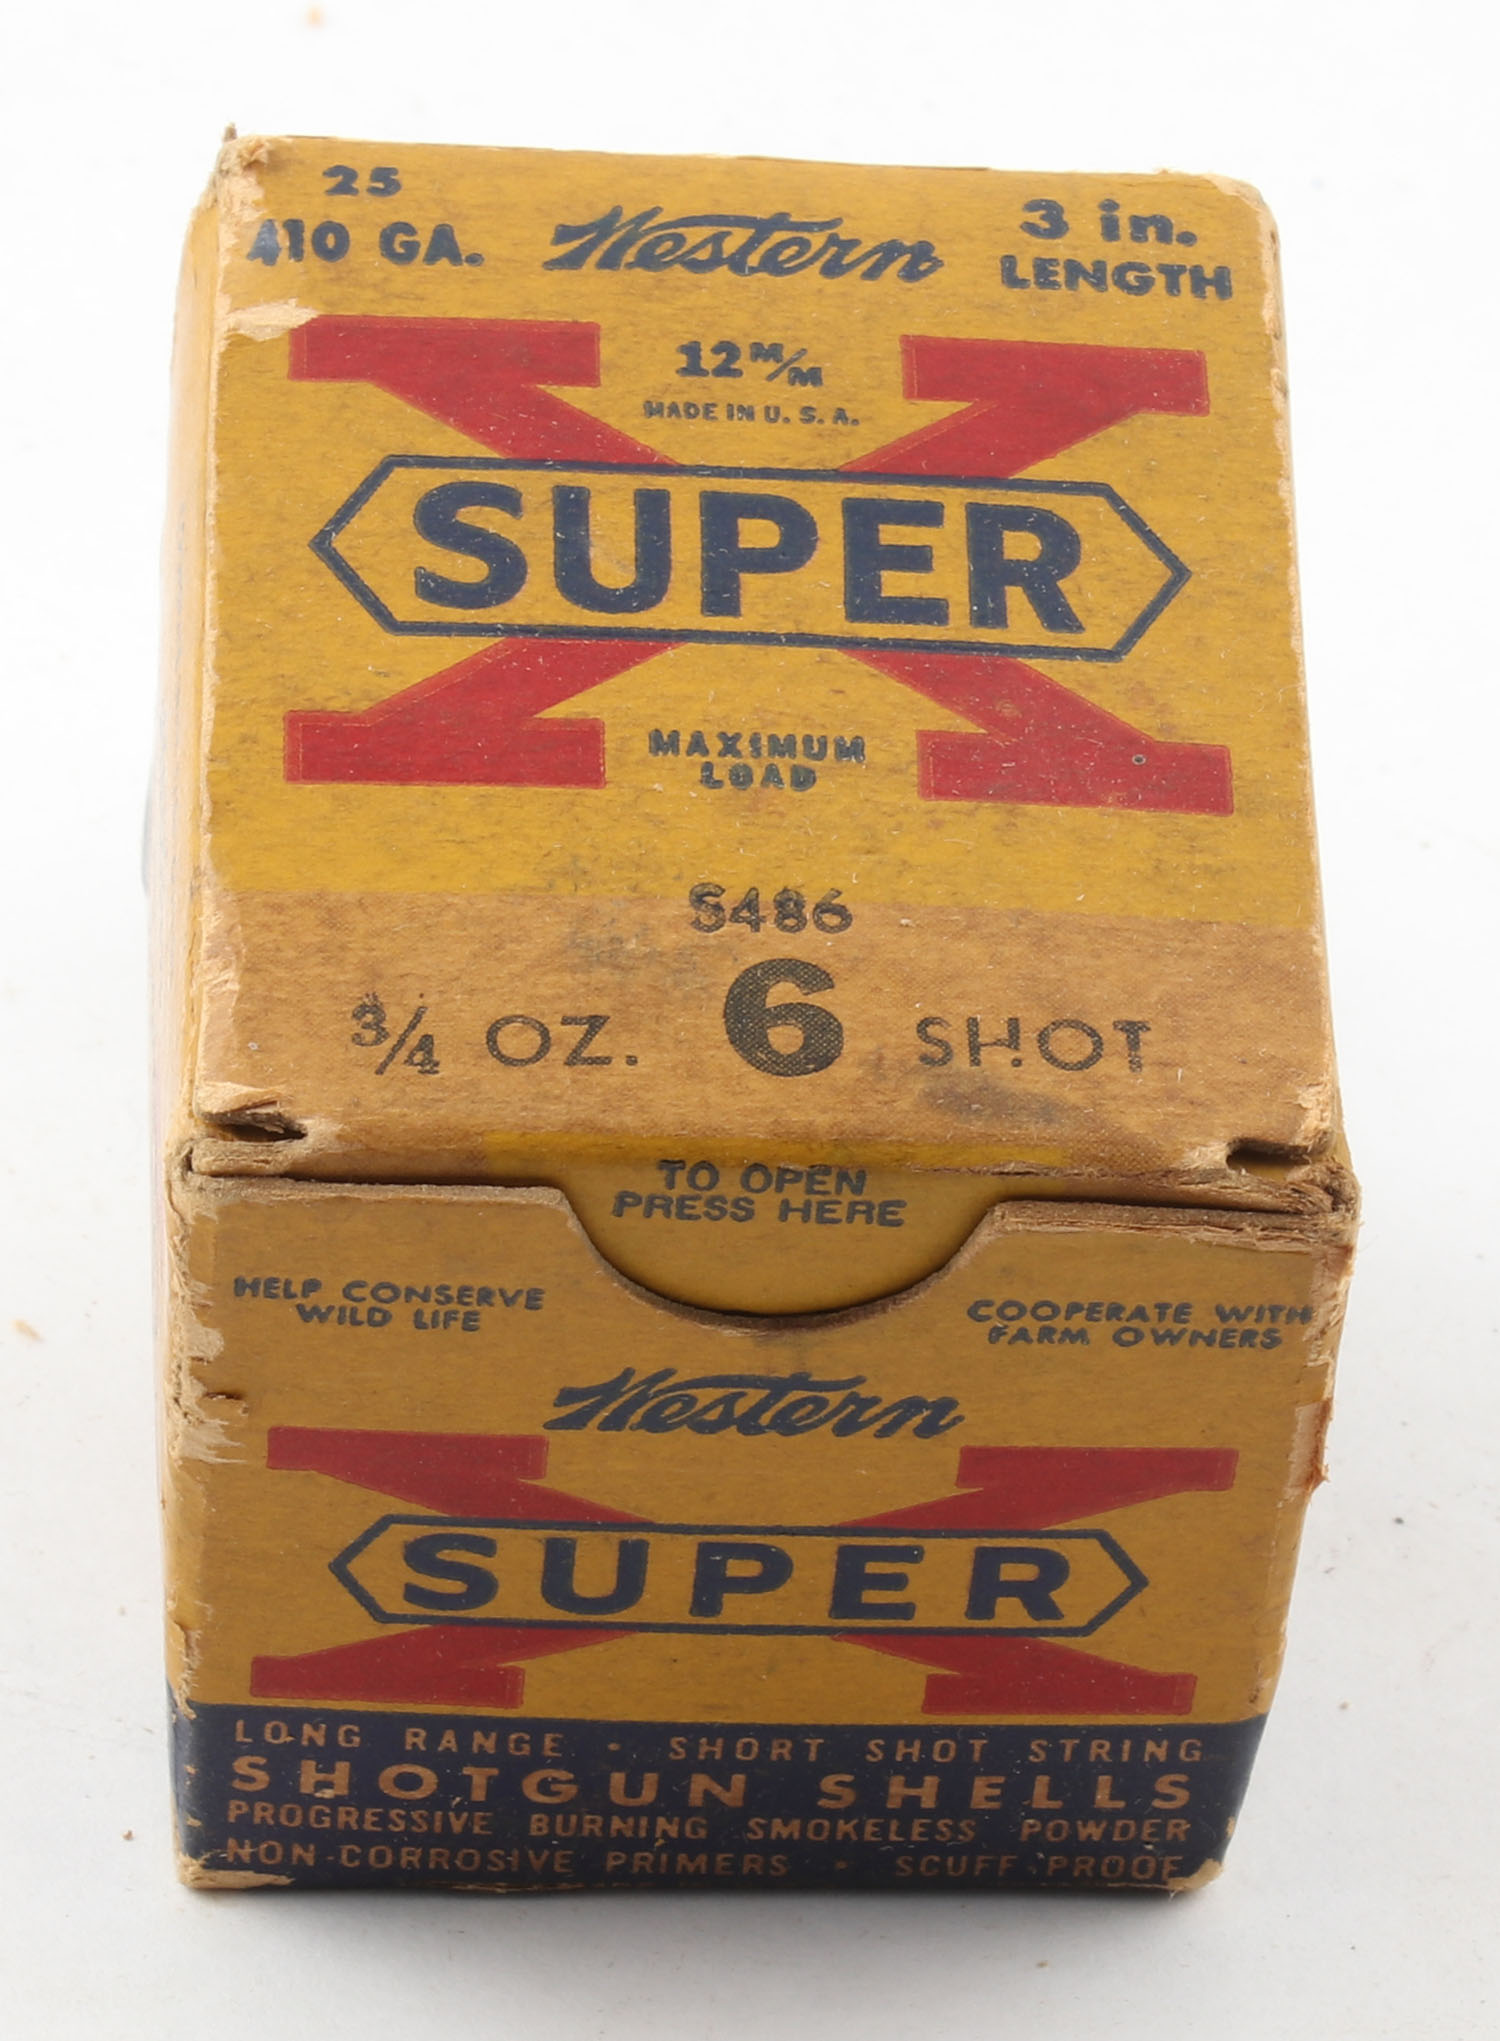 25
410 GA.
Western
3 in.
LENGTH
12 M/M
MADE IN U. S. A.
X
SUPER
MAXIMUM
LOAD
S486
3/4 OZ. 6 SHOT
TO OPEN
PRESS HERE
HELP CONSERVE
WILD LIFE
COOPERATE WITH
FARM OWNERS
Western
X
SUPER
LONG RANGE · SHORT SHOT STRING
SHOTGUN SHELLS
PROGRESSIVE BURNING SMOKELESS POWDER
NON-CORROSIVE PRIMERS · SCUFF-PROOF